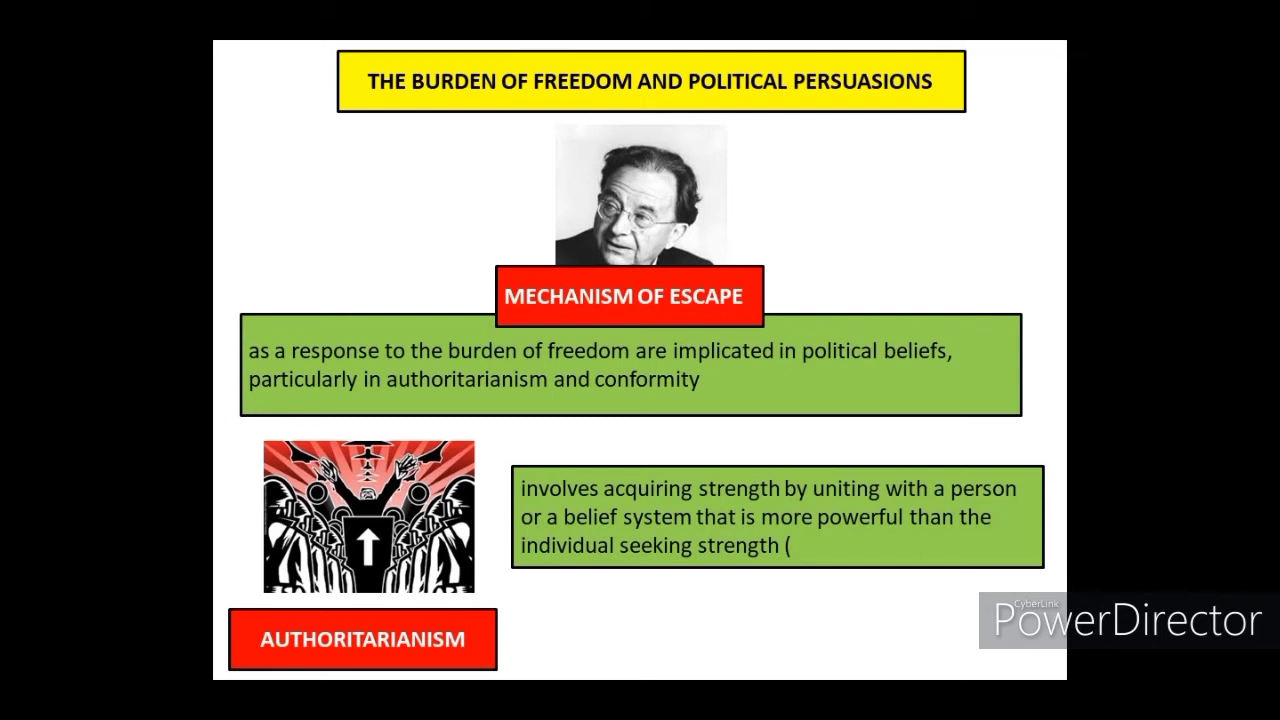 THE BURDEN OF FREEDOM AND POLITICAL PERSUASIONS
MECHANISM OF ESCAPE
as a response to the burden of freedom are implicated in political beliefs,
particularly in authoritarianism and conformity
involves acquiring strength by uniting with a person
or a belief system that is more powerful than the
individual seeking strength (
AUTHORITARIANISM
CyberLink
PowerDirector